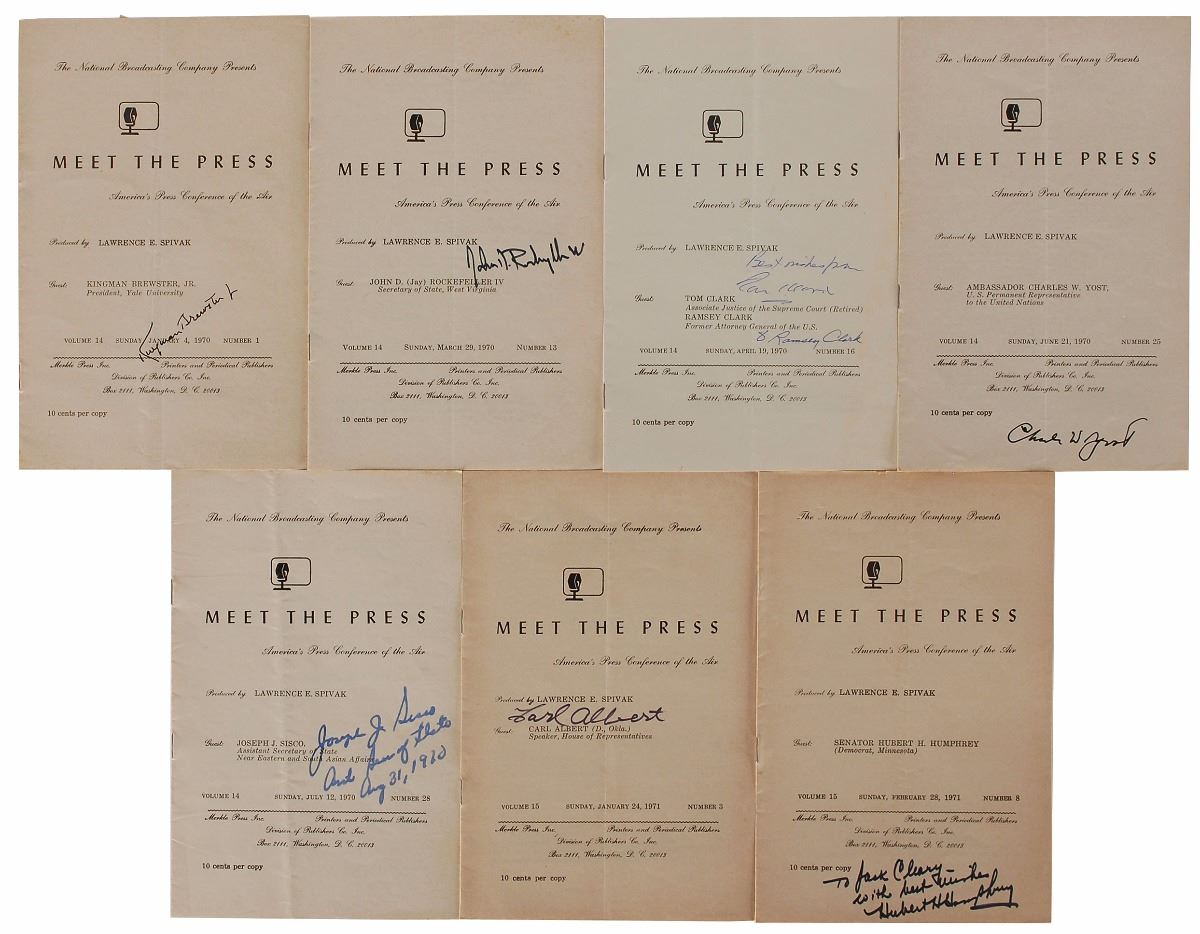 The National Broadcasting Company Presents
MEET THE PRESS
America's Press Conference of the Air
Produced by LAWRENCE E. SPIVAK
Guest: KINGMAN BREWSTER, JR.
President, Yale University
Kingman Brewster Jr
VOLUME 14 SUNDAY, JANUARY 4, 1970 NUMBER 1
Merkle Press Inc. Printers and Periodical Publishers
Division of Publishers Co. Inc.
Box 2111, Washington, D. C. 20013
10 cents per copy
The National Broadcasting Company Presents
MEET THE PRESS
America's Press Conference of the Air
Produced by LAWRENCE E. SPIVAK
John D. Rockefeller IV
Guest: JOHN D. (Jay) ROCKEFELLER IV
Secretary of State, West Virginia
VOLUME 14 SUNDAY, MARCH 29, 1970 NUMBER 13
Merkle Press Inc. Printers and Periodical Publishers
Division of Publishers Co. Inc.
Box 2111, Washington, D. C. 20013
10 cents per copy
The National Broadcasting Company Presents
MEET THE PRESS
America's Press Conference of the Air
Produced by LAWRENCE E. SPIVAK
Best wishes from
Tom Clark
Guest: TOM CLARK
Associate Justice of the Supreme Court (Retired)
RAMSEY CLARK
Former Attorney General of the U.S.
& Ramsey Clark
VOLUME 14 SUNDAY, APRIL 19, 1970 NUMBER 16
Merkle Press Inc. Printers and Periodical Publishers
Division of Publishers Co. Inc.
Box 2111, Washington, D. C. 20013
10 cents per copy
The National Broadcasting Company Presents
MEET THE PRESS
America's Press Conference of the Air
Produced by LAWRENCE E. SPIVAK
Guest: AMBASSADOR CHARLES W. YOST,
U.S. Permanent Representative
to the United Nations
VOLUME 14 SUNDAY, JUNE 21, 1970 NUMBER 25
Merkle Press Inc. Printers and Periodical Publishers
Division of Publishers Co. Inc.
Box 2111, Washington, D. C. 20013
10 cents per copy
Charles W Yost
The National Broadcasting Company Presents
MEET THE PRESS
America's Press Conference of the Air
Produced by LAWRENCE E. SPIVAK
Guest: JOSEPH J. SISCO,
Assistant Secretary of State
Near Eastern and South Asian Affairs
Joseph J. Sisco
of State
Aug 31, 1970
VOLUME 14 SUNDAY, JULY 12, 1970 NUMBER 28
Merkle Press Inc. Printers and Periodical Publishers
Division of Publishers Co. Inc.
Box 2111, Washington, D. C. 20013
10 cents per copy
The National Broadcasting Company Presents
MEET THE PRESS
America's Press Conference of the Air
Produced by LAWRENCE E. SPIVAK
Carl Albert
Guest: CARL ALBERT (D., Okla.)
Speaker, House of Representatives
VOLUME 15 SUNDAY, JANUARY 24, 1971 NUMBER 3
Merkle Press Inc. Printers and Periodical Publishers
Division of Publishers Co. Inc.
Box 2111, Washington, D. C. 20013
10 cents per copy
The National Broadcasting Company Presents
MEET THE PRESS
America's Press Conference of the Air
Produced by LAWRENCE E. SPIVAK
Guest: SENATOR HUBERT H. HUMPHREY
(Democrat, Minnesota)
VOLUME 15 SUNDAY, FEBRUARY 28, 1971 NUMBER 8
Merkle Press Inc. Printers and Periodical Publishers
Division of Publishers Co. Inc.
Box 2111, Washington, D. C. 20013
10 cents per copy
To Jack Cleary
with best wishes
Hubert H Humphrey